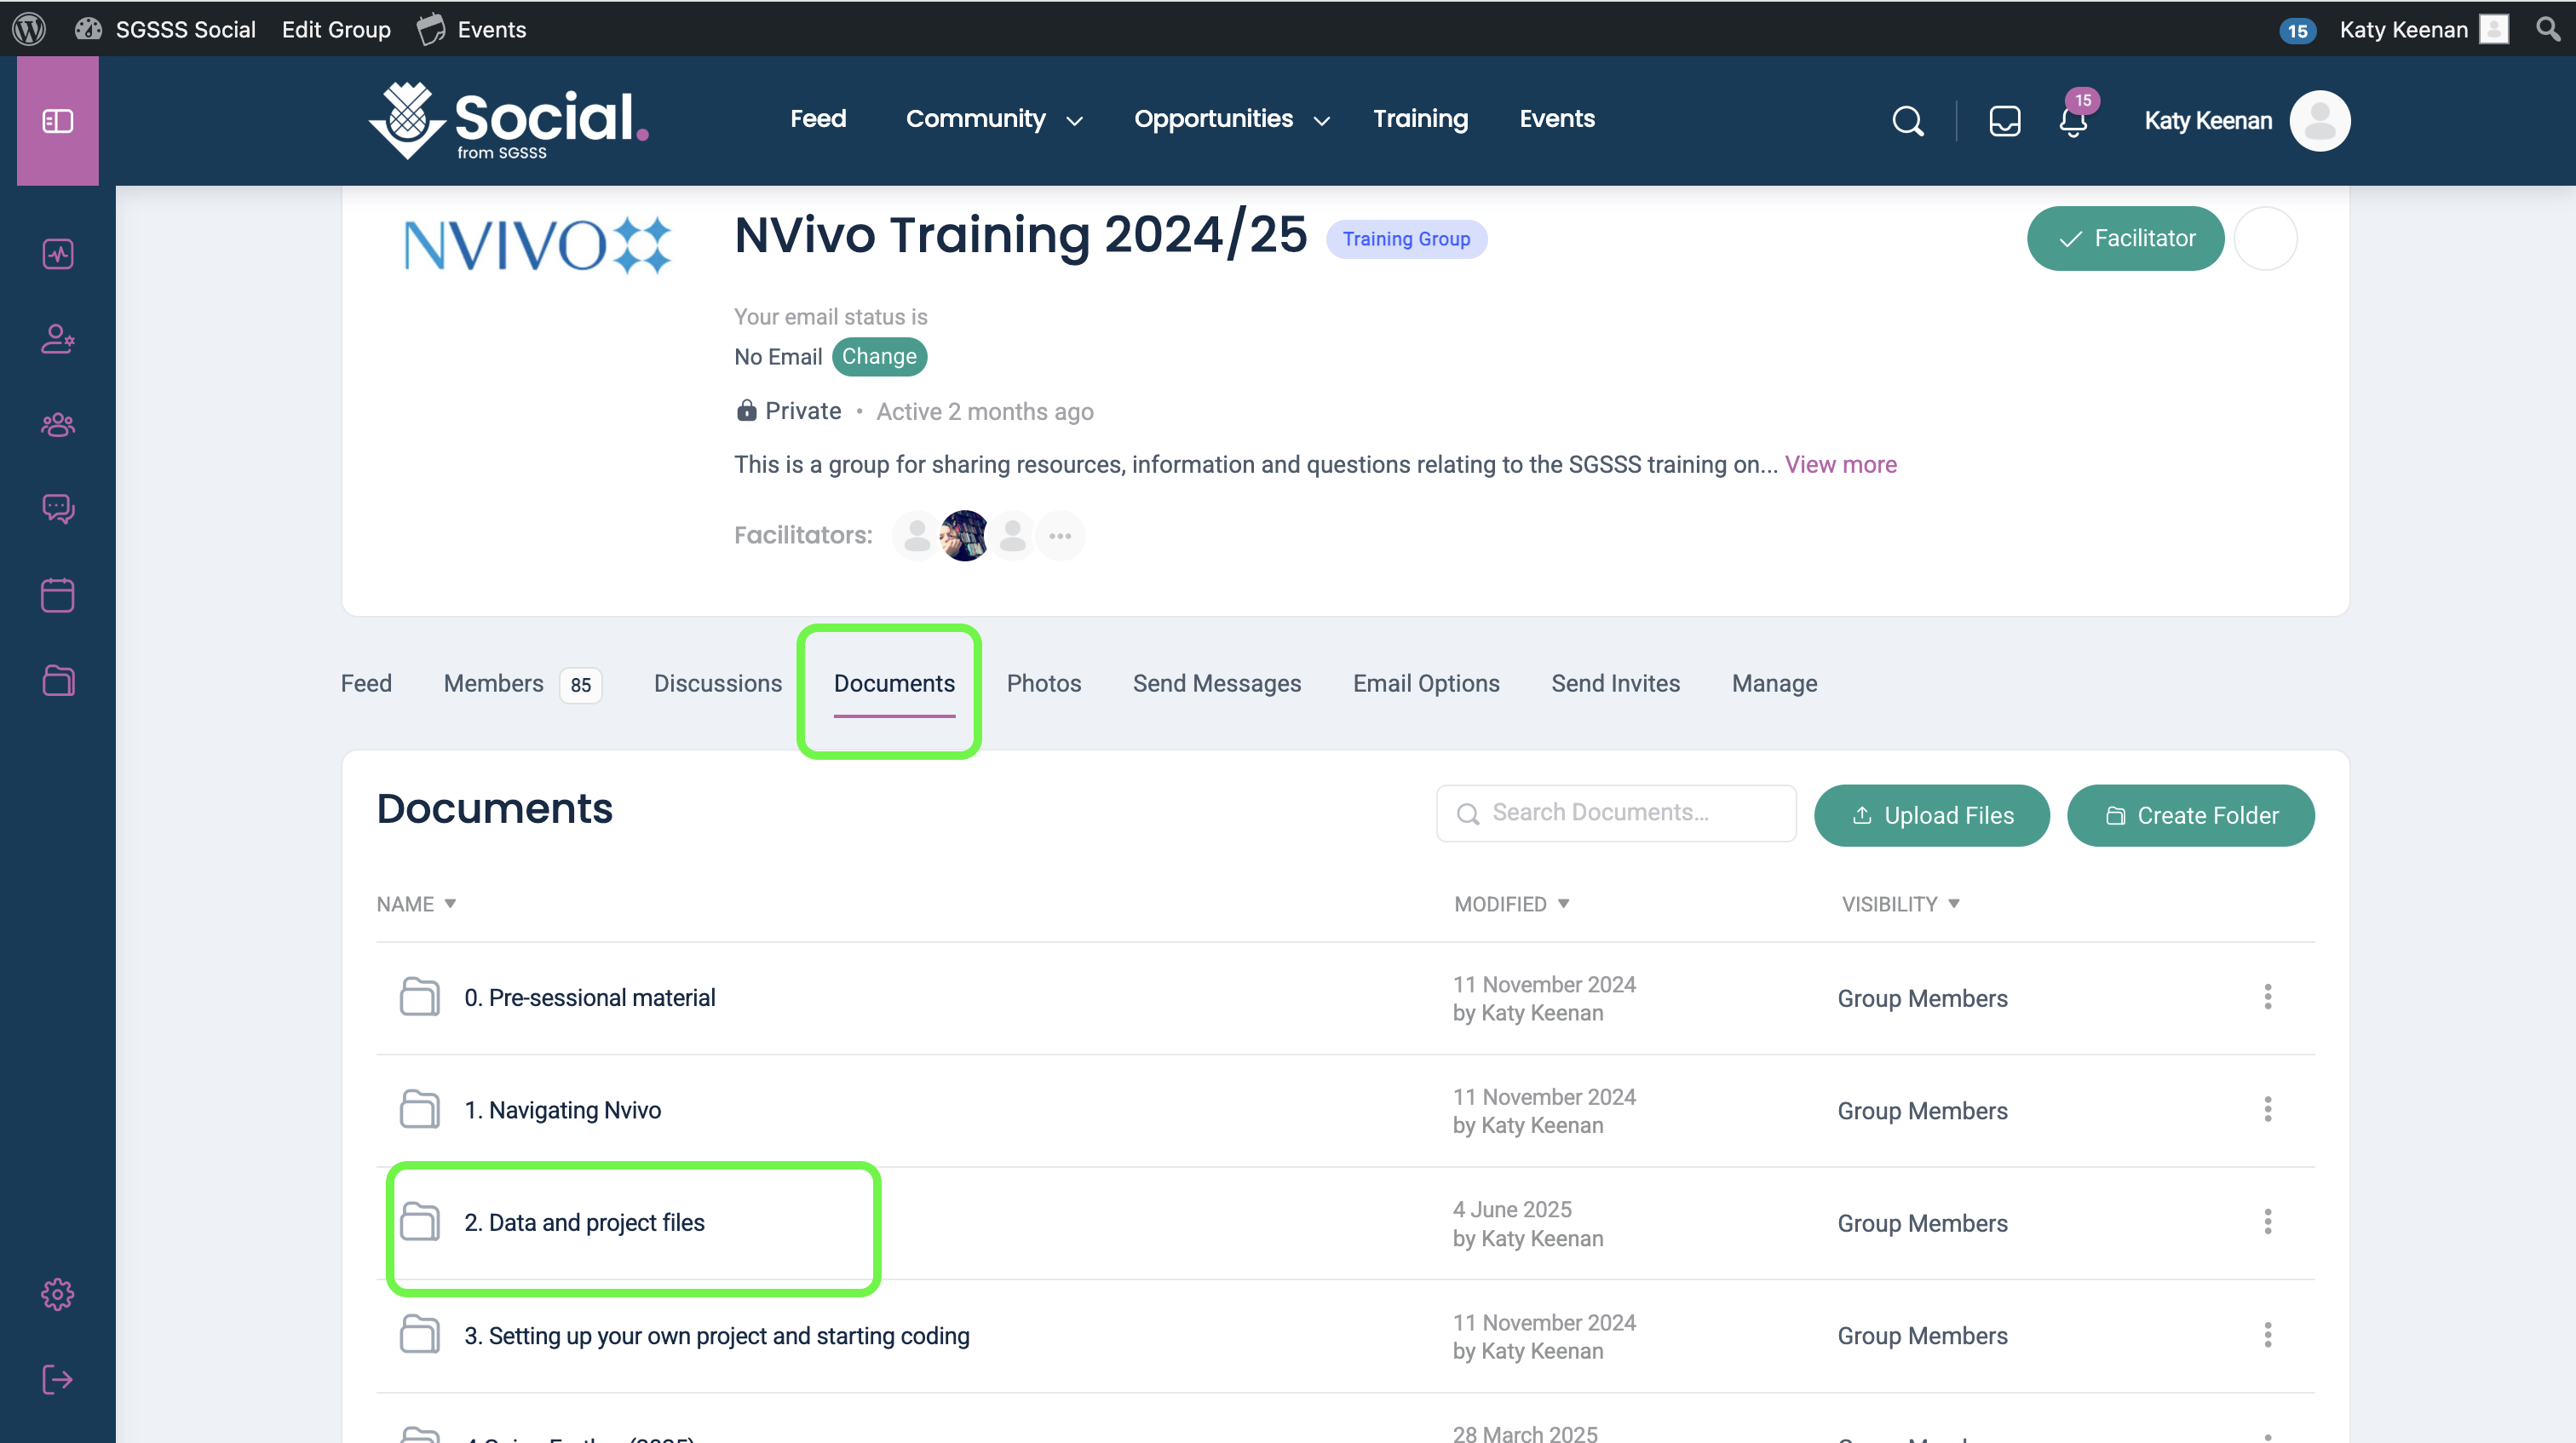 SGSSS Social Edit Group Events 15 Katy Keenan
Social. Feed Community Opportunities Training Events 15 Katy Keenan
from SGSSS
NVIVO NVivo Training 2024/25 Training Group Facilitator
Your email status is
No Email Change
Private • Active 2 months ago
This is a group for sharing resources, information and questions relating to the SGSSS training on... View more
Facilitators:
Feed Members 85 Discussions Documents Photos Send Messages Email Options Send Invites Manage
Documents Search Documents... Upload Files Create Folder
NAME MODIFIED VISIBILITY
0. Pre-sessional material 11 November 2024 by Katy Keenan Group Members
1. Navigating Nvivo 11 November 2024 by Katy Keenan Group Members
2. Data and project files 4 June 2025 by Katy Keenan Group Members
3. Setting up your own project and starting coding 11 November 2024 by Katy Keenan Group Members
28 March 2025